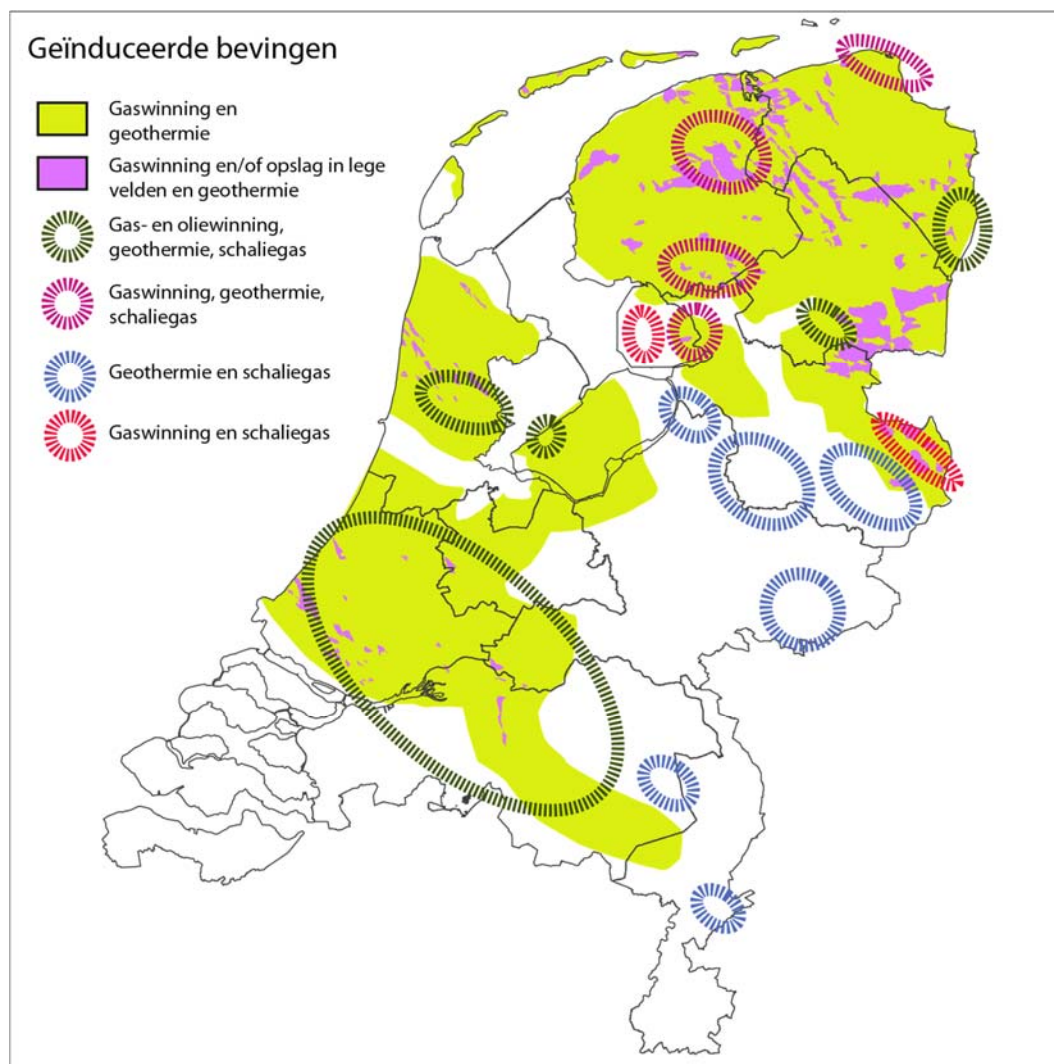 Geïnduceerde bevingen
Gaswinning en
geothermie
Gaswinning en/of opslag in lege
velden en geothermie
Gas- en oliewinning,
geothermie, schaliegas
Gaswinning, geothermie,
schaliegas
Geothermie en schaliegas
Gaswinning en schaliegas